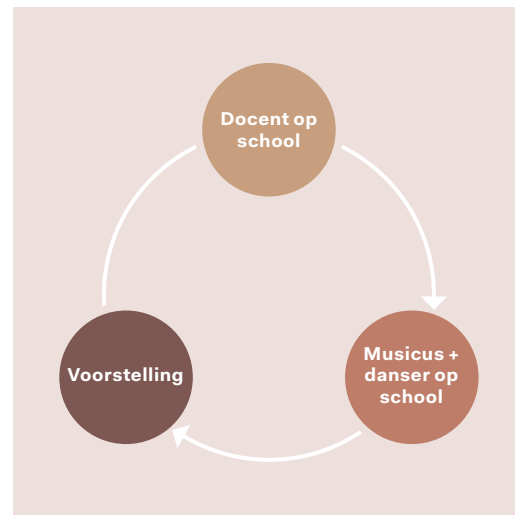 Docent op
school
Musicus +
danser op
school
Voorstelling